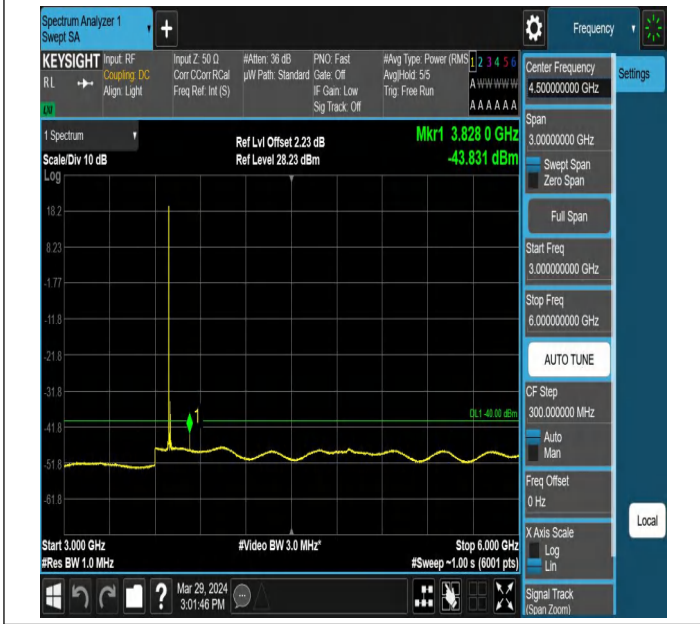 Spectrum Analyzer 1
Swept SA
Frequency
KEYSIGHT
RL
Input: RF
Coupling: DC
Align: Light
Input Z: 50 Ω
Corr CCorr RCal
Freq Ref: Int (S)
#Atten: 36 dB
µW Path: Standard
PNO: Fast
Gate: Off
IF Gain: Low
Sig Track: Off
#Avg Type: Power (RMS
Avg|Hold: 5/5
Trig: Free Run
1 2 3 4 5 6
A W W W W W
A A A A A A
1 Spectrum
Scale/Div 10 dB
Log
Ref Lvl Offset 2.23 dB
Ref Level 28.23 dBm
Mkr1 3.828 0 GHz
-43.831 dBm
18.2
8.23
-1.77
-11.8
-21.8
-31.8
-41.8
-51.8
-61.8
1
DL1 -40.00 dBm
Start 3.000 GHz
#Res BW 1.0 MHz
#Video BW 3.0 MHz*
Stop 6.000 GHz
#Sweep ~1.00 s (6001 pts)
Mar 29, 2024
3:01:46 PM
Center Frequency
4.500000000 GHz
Settings
Span
3.00000000 GHz
Swept Span
Zero Span
Full Span
Start Freq
3.000000000 GHz
Stop Freq
6.000000000 GHz
AUTO TUNE
CF Step
300.000000 MHz
Auto
Man
Freq Offset
0 Hz
X Axis Scale
Log
Lin
Local
Signal Track
(Span Zoom)